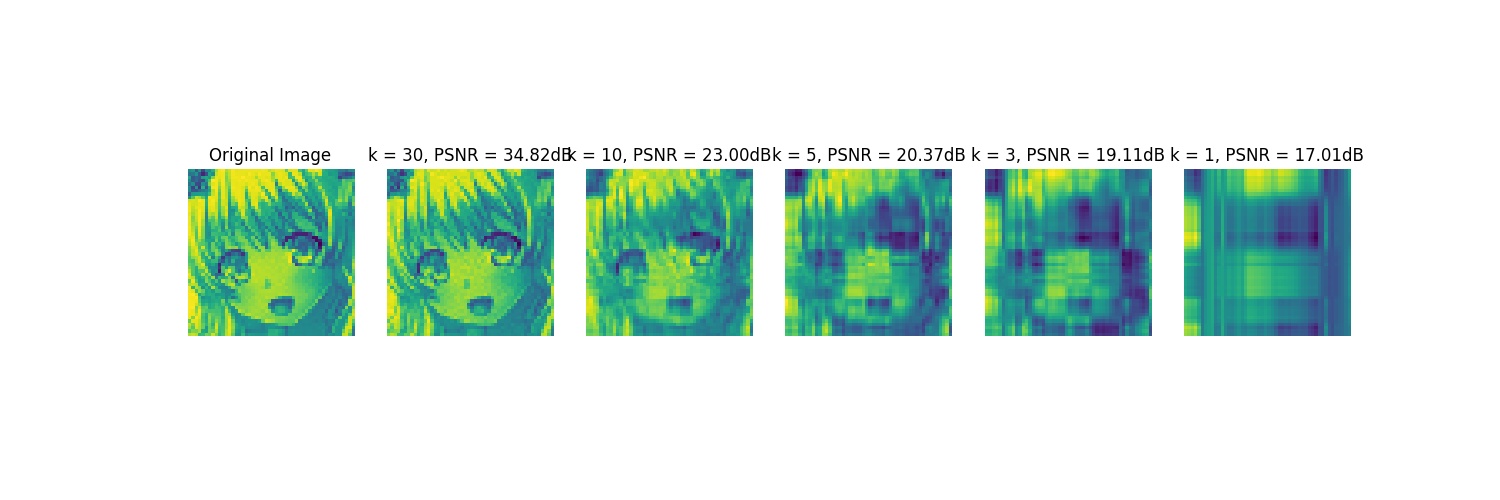 Original Image
k = 30, PSNR = 34.82dB
k = 10, PSNR = 23.00dB
k = 5, PSNR = 20.37dB
k = 3, PSNR = 19.11dB
k = 1, PSNR = 17.01dB